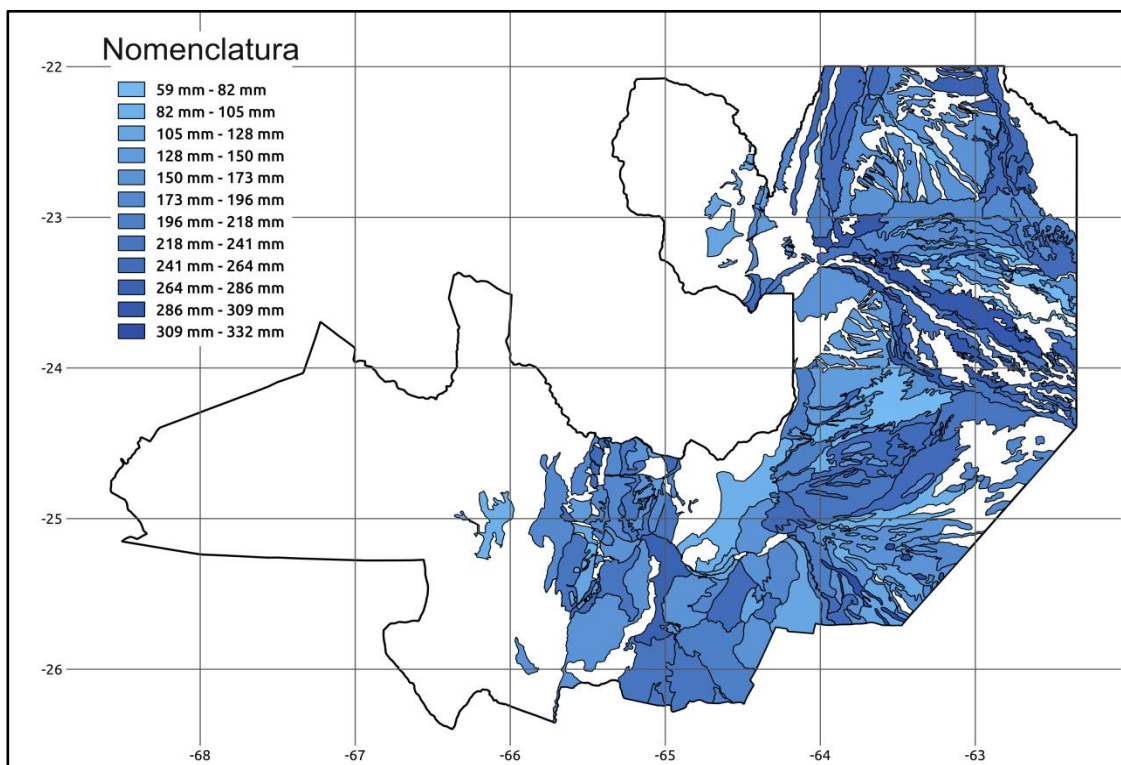 Nomenclatura
59 mm - 82 mm
82 mm - 105 mm
105 mm - 128 mm
128 mm - 150 mm
150 mm - 173 mm
173 mm - 196 mm
196 mm - 218 mm
218 mm - 241 mm
241 mm - 264 mm
264 mm - 286 mm
286 mm - 309 mm
309 mm - 332 mm
-22
-23
-24
-25
-26
-68
-67
-66
-65
-64
-63